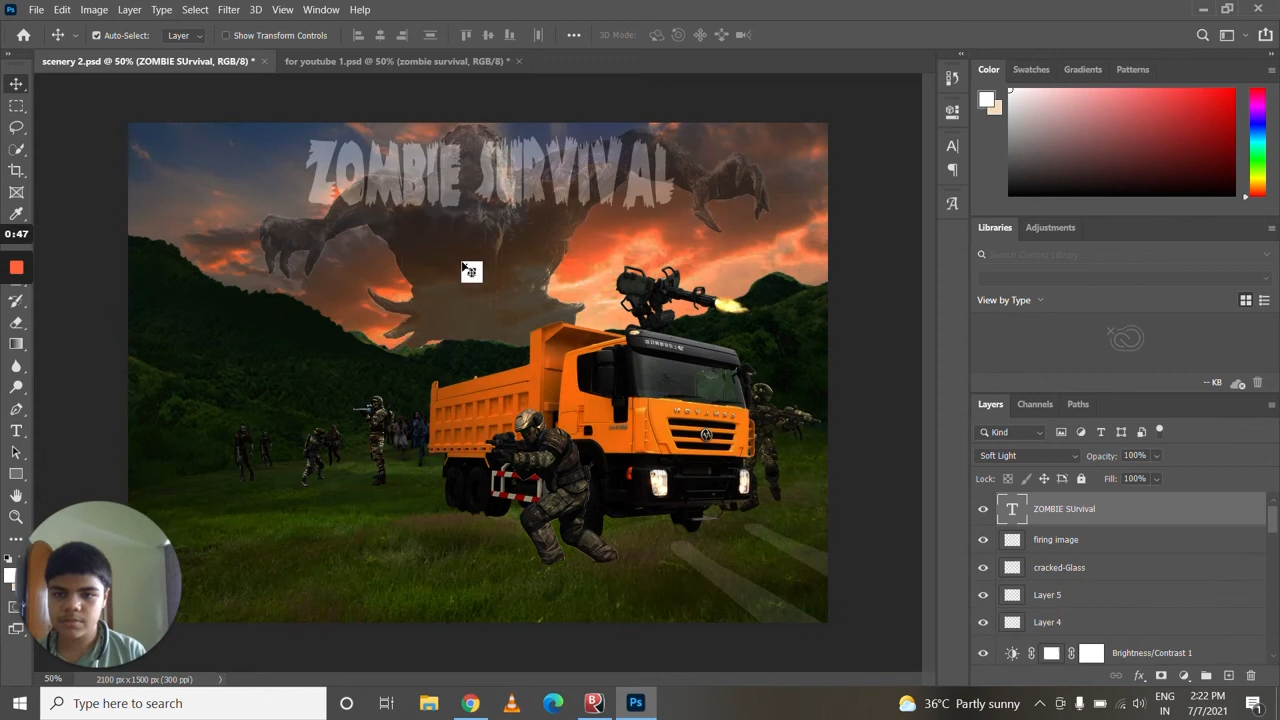 Ps File Edit Image Layer Type Select Filter 3D View Window Help
Auto-Select: Layer Show Transform Controls 3D Mode:
scenery 2.psd @ 50% (ZOMBIE SUrvival, RGB/8) * for youtube 1.psd @ 50% (zombie survival, RGB/8) *
Color Swatches Gradients Patterns
ZOMBIE SURVIVAL
0:47
Libraries Adjustments
Search Current Library
View by Type
-- KB
Layers Channels Paths
Kind
Soft Light Opacity: 100%
Lock: Fill: 100%
T ZOMBIE SUrvival
firing image
cracked-Glass
Layer 5
Layer 4
Brightness/Contrast 1
50% 2100 px x 1500 px (300 ppi)
Type here to search
36°C Partly sunny
ENG
IN
2:22 PM
7/7/2021